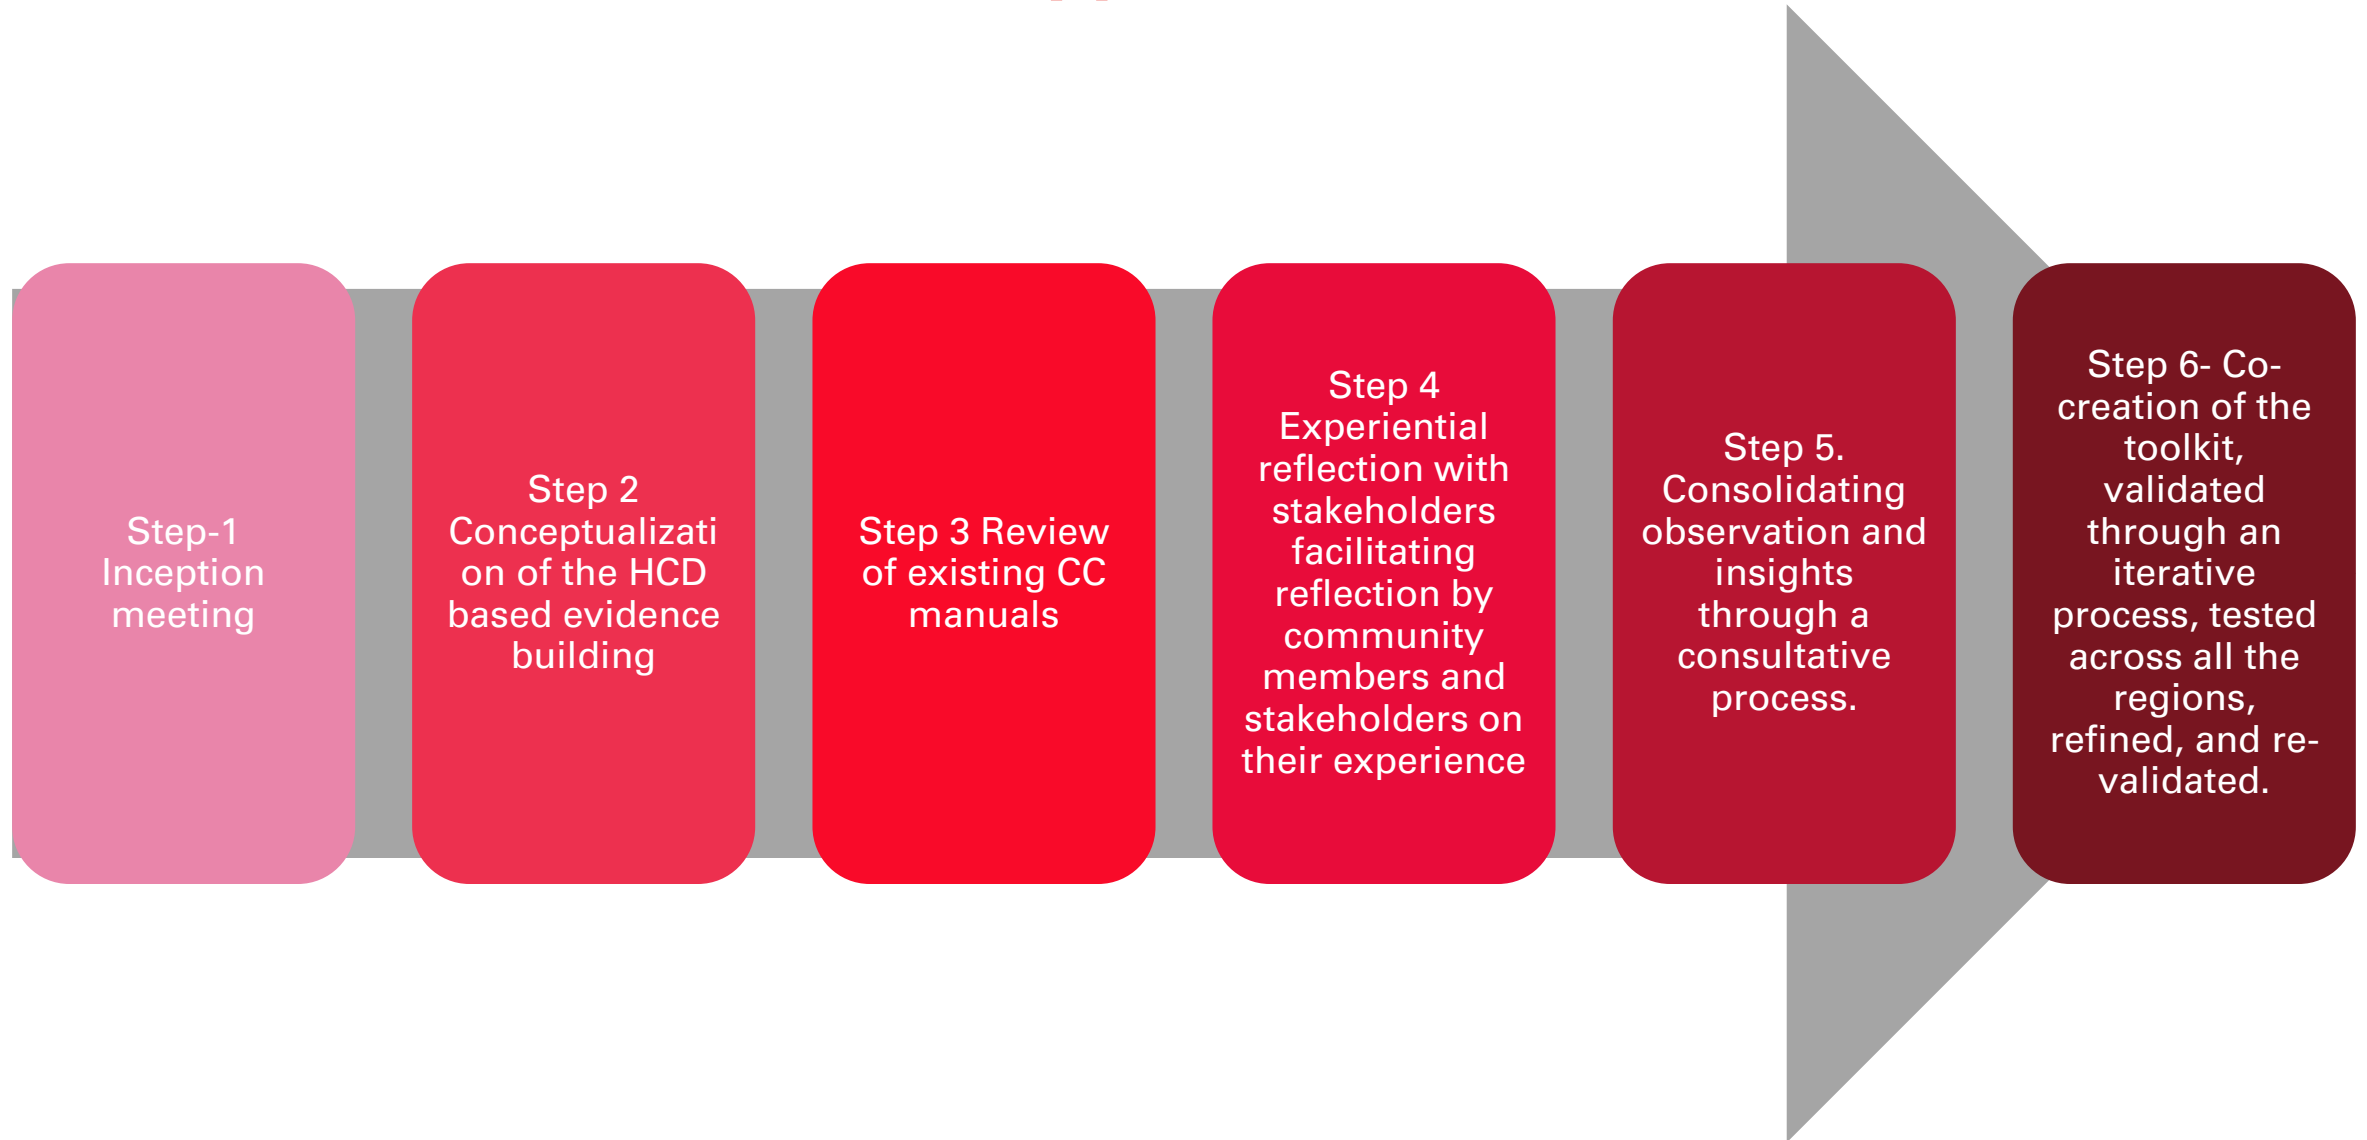 Step-1
Inception
meeting
Step 2
Conceptualizati
on of the HCD
based evidence
building
Step 3 Review
of existing CC
manuals
Step 4
Experiential
reflection with
stakeholders
facilitating
reflection by
community
members and
stakeholders on
their experience
Step 5.
Consolidating
observation and
insights
through a
consultative
process.
Step 6- Co-
creation of the
toolkit,
validated
through an
iterative
process, tested
across all the
regions,
refined, and re-
validated.